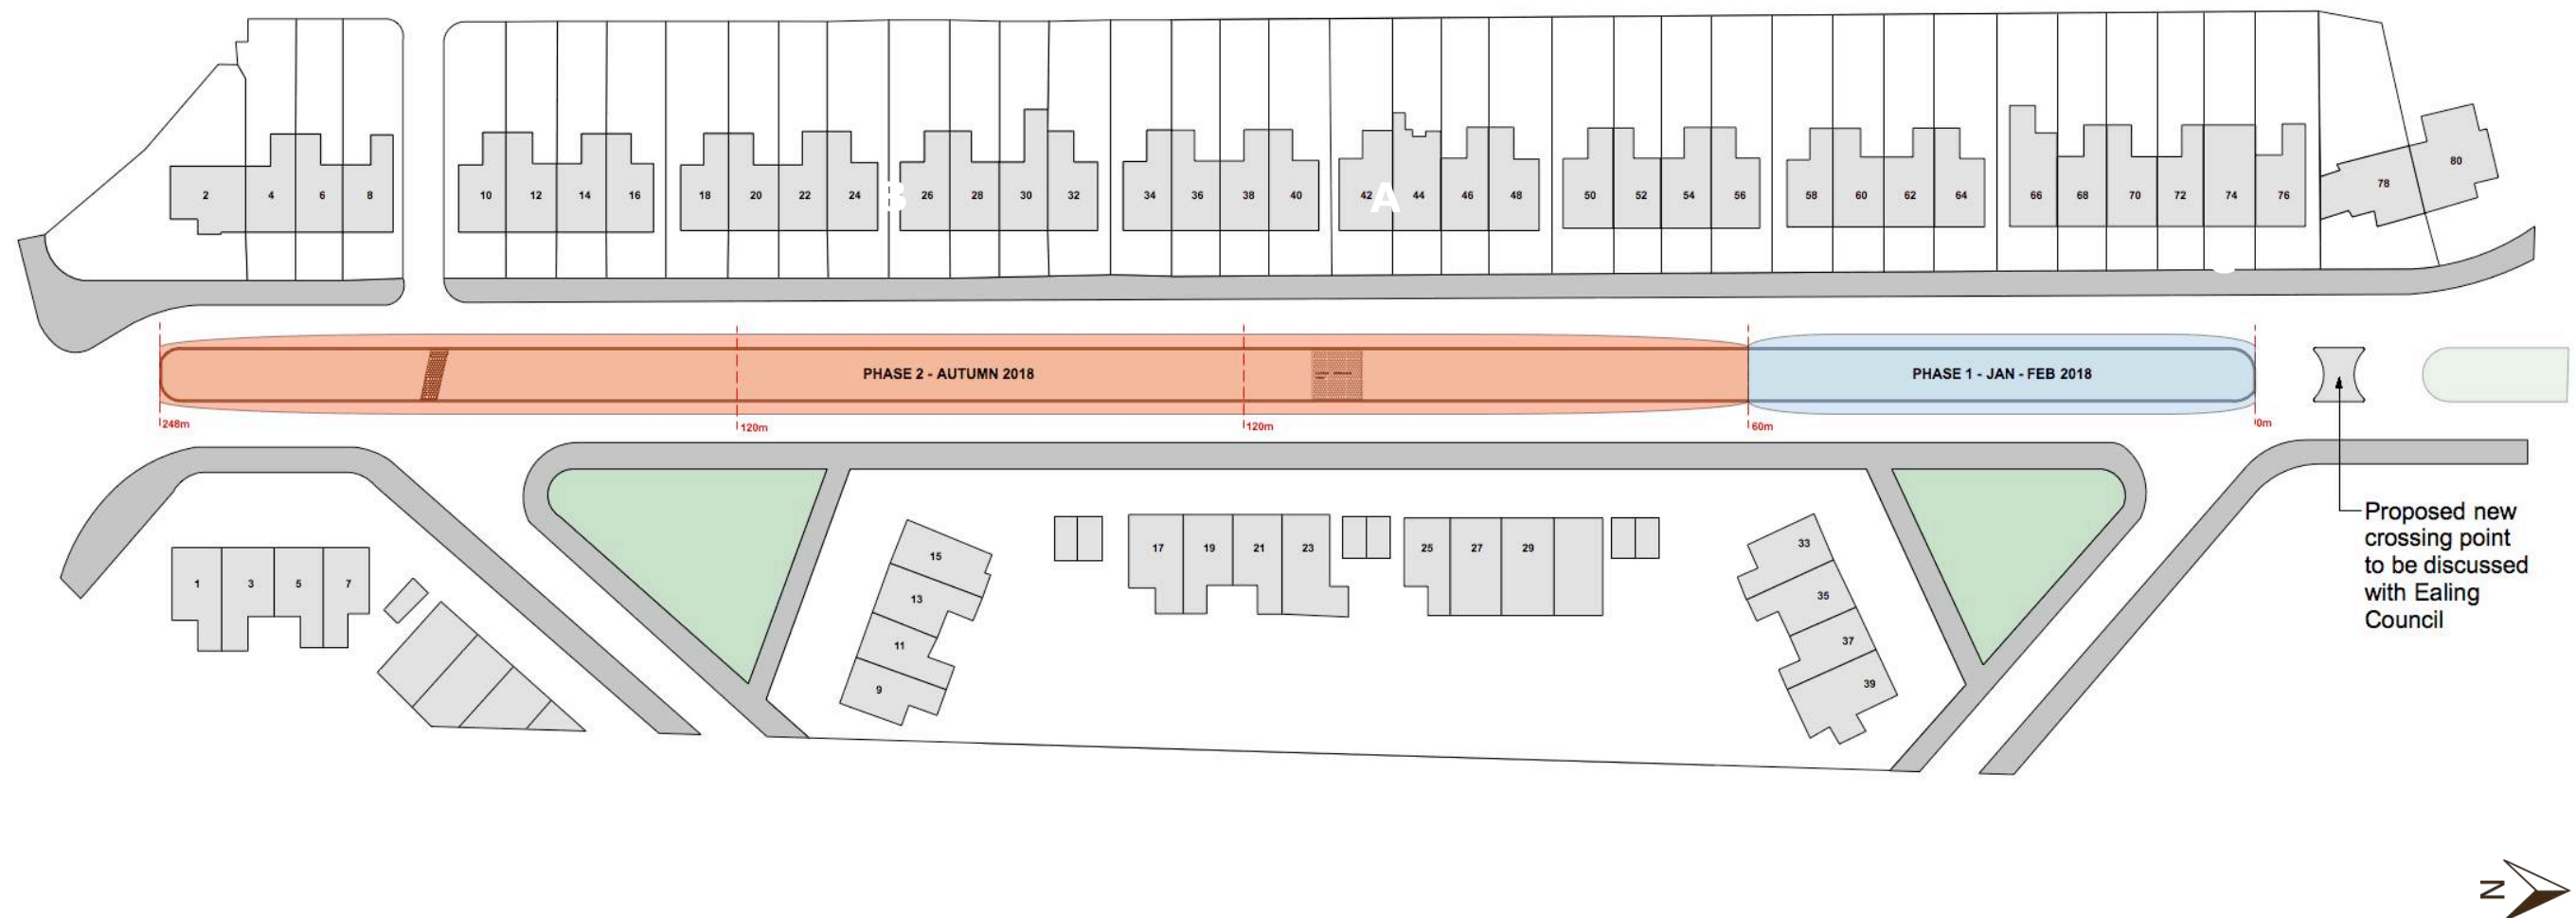 2 4 6 8 10 12 14 16 18 20 22 24 B 26 28 30 32 34 36 38 40 42 A 44 46 48 50 52 54 56 58 60 62 64 66 68 70 72 74 76 78 80
PHASE 2 - AUTUMN 2018
PHASE 1 - JAN - FEB 2018
248m 120m 120m 60m 0m
Proposed new
crossing point
to be discussed
with Ealing
Council
1 3 5 7
15
13
11
9
17 19 21 23 25 27 29
33
35
37
39
N